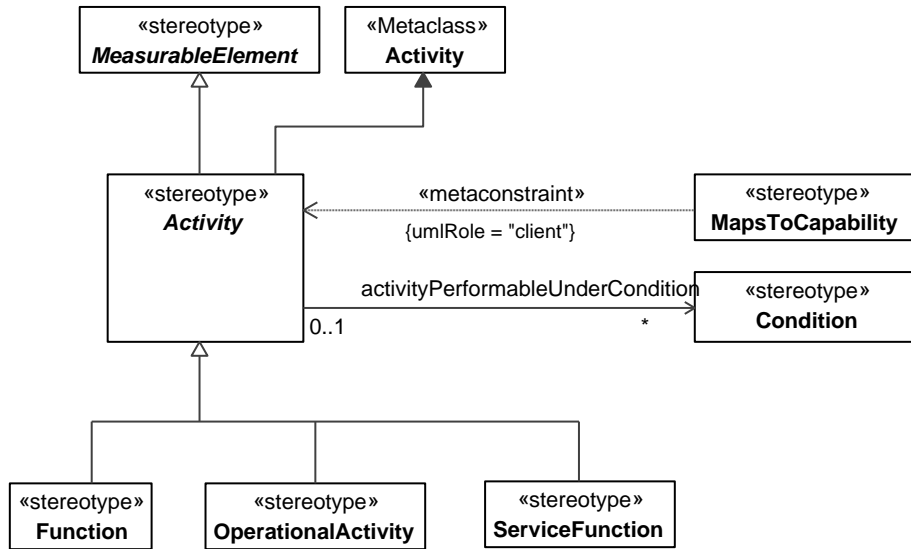 «stereotype»
MeasurableElement
«Metaclass»
Activity
«stereotype»
Activity
«metaconstraint»
{umlRole = "client"}
«stereotype»
MapsToCapability
activityPerformableUnderCondition
0..1
*
«stereotype»
Condition
«stereotype»
Function
«stereotype»
OperationalActivity
«stereotype»
ServiceFunction